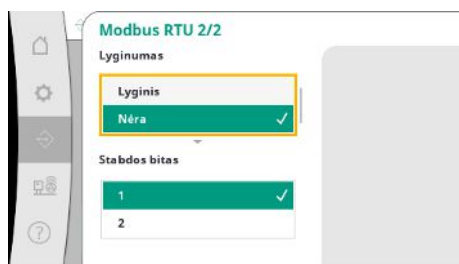 Modbus RTU 2/2
Lyginumas
Lyginis
Nėra
Stabdos bitas
1
2